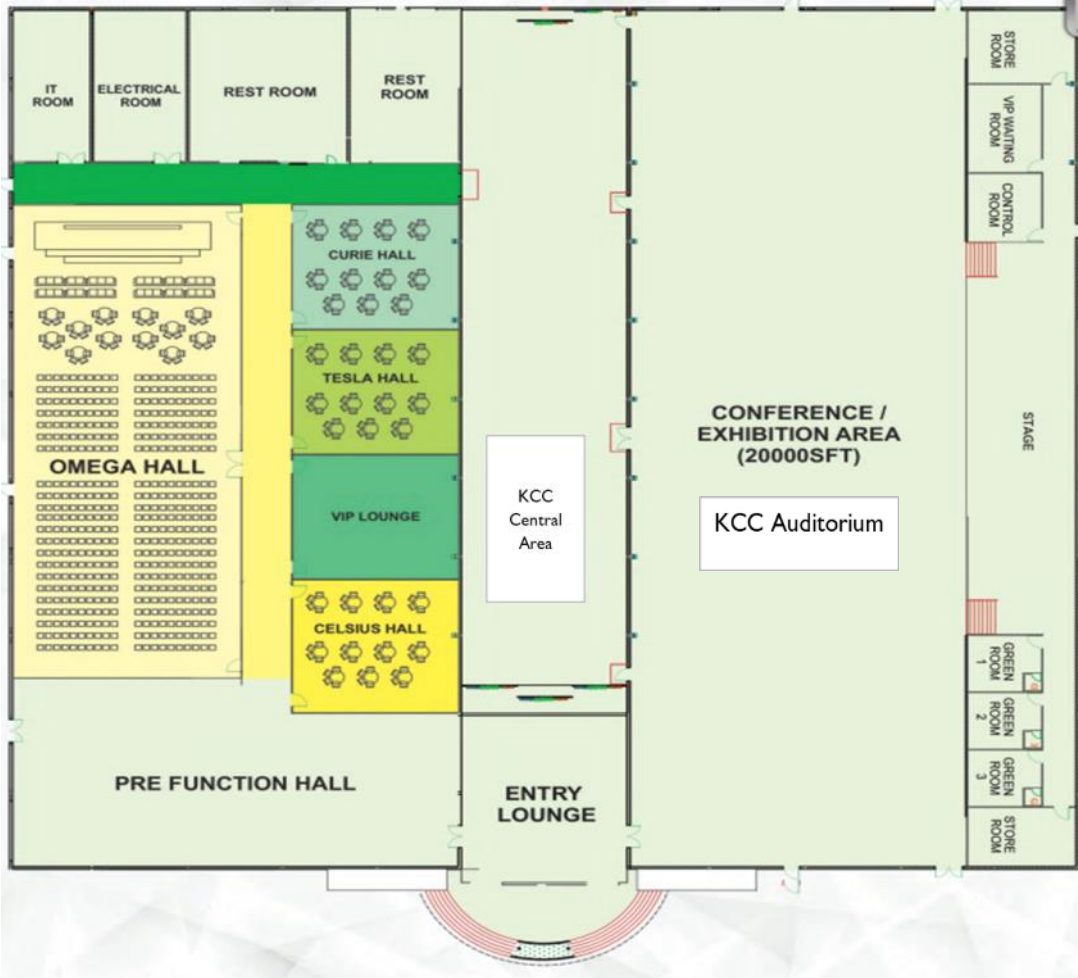 IT
ROOM
ELECTRICAL
ROOM
REST ROOM
REST
ROOM
STORE
ROOM
VIP WAITING
ROOM
CONTROL
ROOM
CURIE HALL
TESLA HALL
OMEGA HALL
VIP LOUNGE
CELSIUS HALL
KCC
Central
Area
CONFERENCE /
EXHIBITION AREA
(20000SFT)
KCC Auditorium
STAGE
GREEN
ROOM
1
GREEN
ROOM
2
GREEN
ROOM
3
STORE
ROOM
PRE FUNCTION HALL
ENTRY
LOUNGE